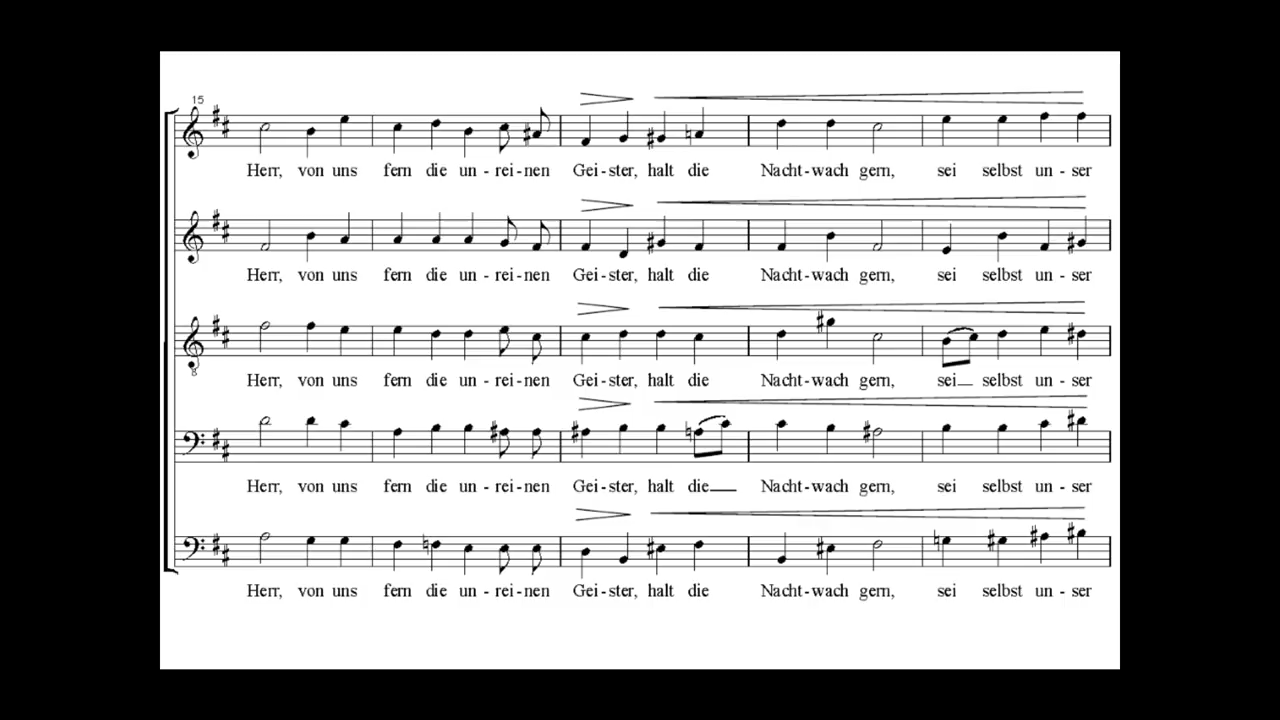 15
Herr, von uns fern die un - rei - nen Gei - ster, halt die Nacht - wach gern, sei selbst un - ser
Herr, von uns fern die un - rei - nen Gei - ster, halt die Nacht - wach gern, sei selbst un - ser
8
Herr, von uns fern die un - rei - nen Gei - ster, halt die Nacht - wach gern, sei selbst un - ser
Herr, von uns fern die un - rei - nen Gei - ster, halt die Nacht - wach gern, sei selbst un - ser
Herr, von uns fern die un - rei - nen Gei - ster, halt die Nacht - wach gern, sei selbst un - ser